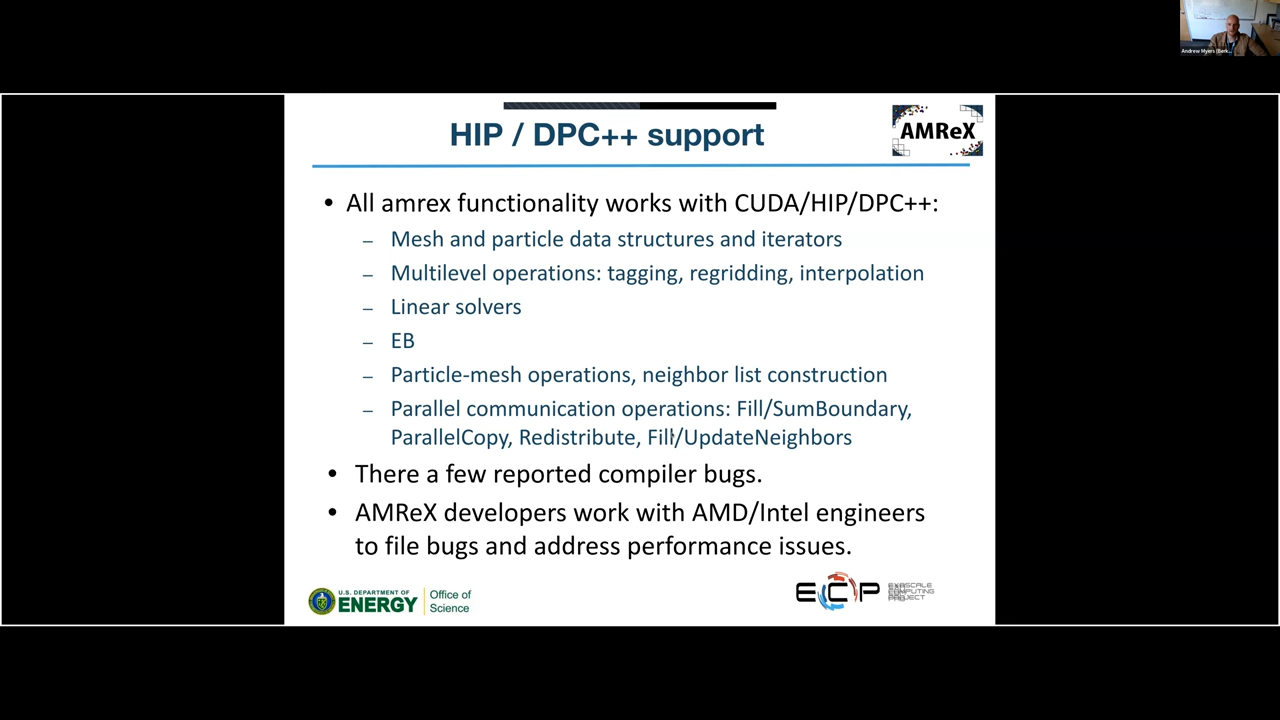 Andrew Myers (Berk...
HIP / DPC++ support
AMReX
• All amrex functionality works with CUDA/HIP/DPC++:
– Mesh and particle data structures and iterators
– Multilevel operations: tagging, regridding, interpolation
– Linear solvers
– EB
– Particle-mesh operations, neighbor list construction
– Parallel communication operations: Fill/SumBoundary,
ParallelCopy, Redistribute, Fill/UpdateNeighbors
• There a few reported compiler bugs.
• AMReX developers work with AMD/Intel engineers
to file bugs and address performance issues.
U.S. DEPARTMENT OF
ENERGY
Office of
Science
ECP
EXASCALE
COMPUTING
PROJECT